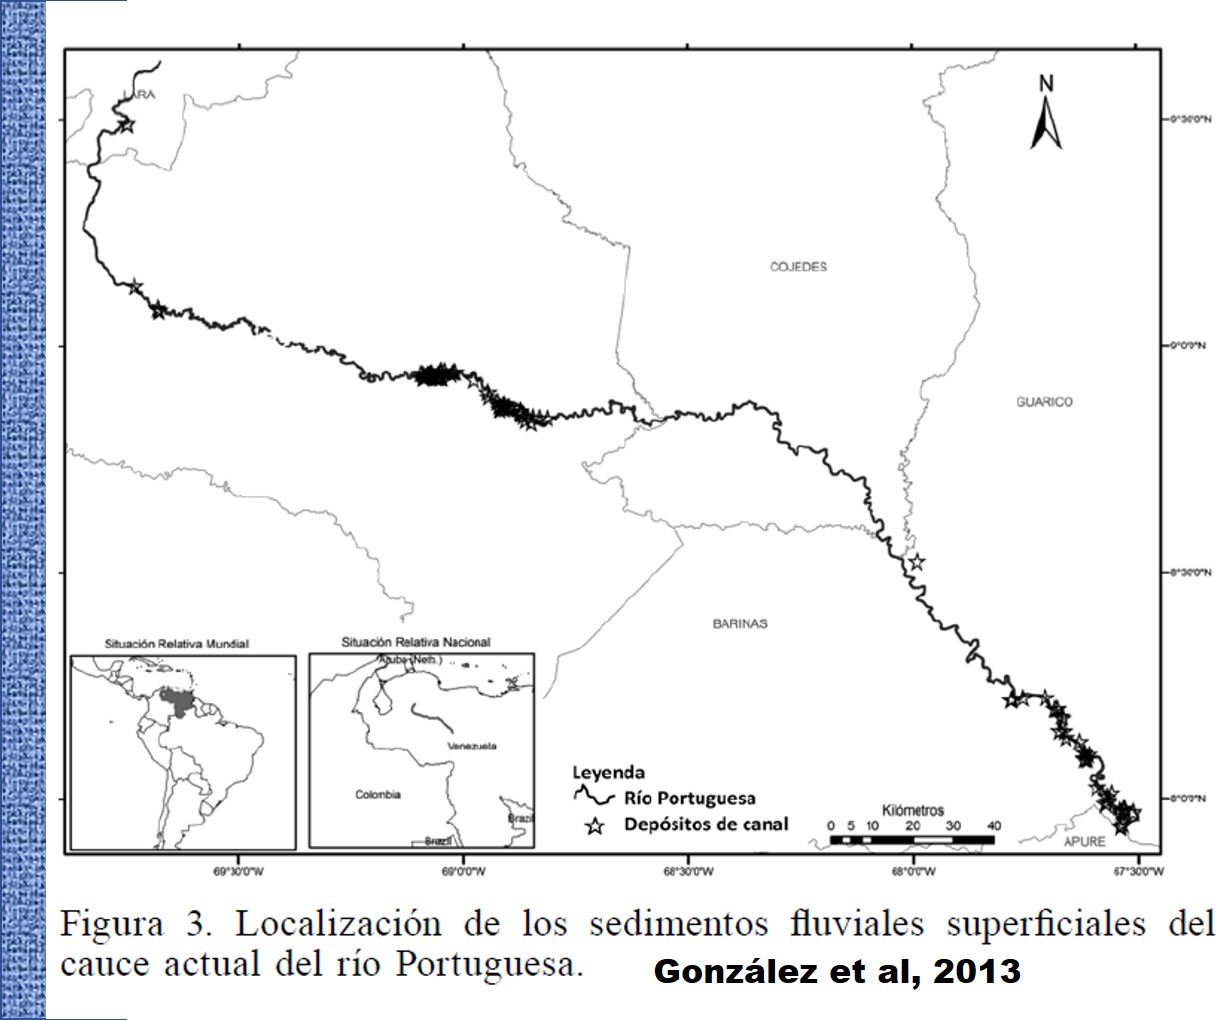 LARA
N
9°30'0"N
COJEDES
9°0'0"N
GUARICO
8°30'0"N
BARINAS
Situación Relativa Mundial
Situación Relativa Nacional
Aruba (Neth.)
Venezuela
Colombia
Brazil
Brazil
Leyenda
Río Portuguesa
Depósitos de canal
Kilómetros
0 5 10 20 30 40
8°0'0"N
APURE
69°30'0"W 69°0'0"W 68°30'0"W 68°0'0"W 67°30'0"W
Figura 3. Localización de los sedimentos fluviales superficiales del
cauce actual del río Portuguesa.
González et al, 2013